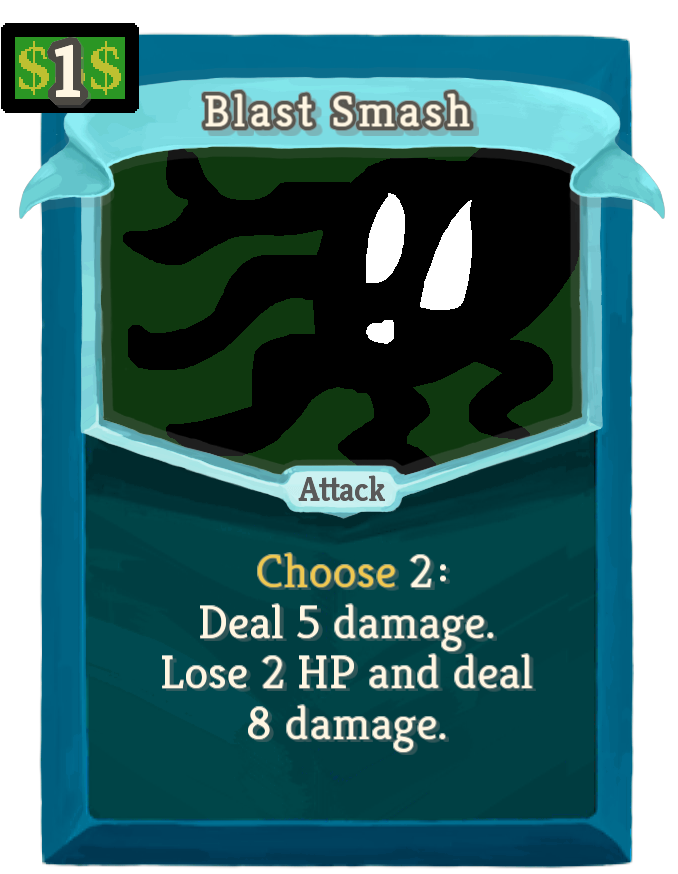 $1$
Blast Smash
Attack
Choose 2:
Deal 5 damage.
Lose 2 HP and deal
8 damage.